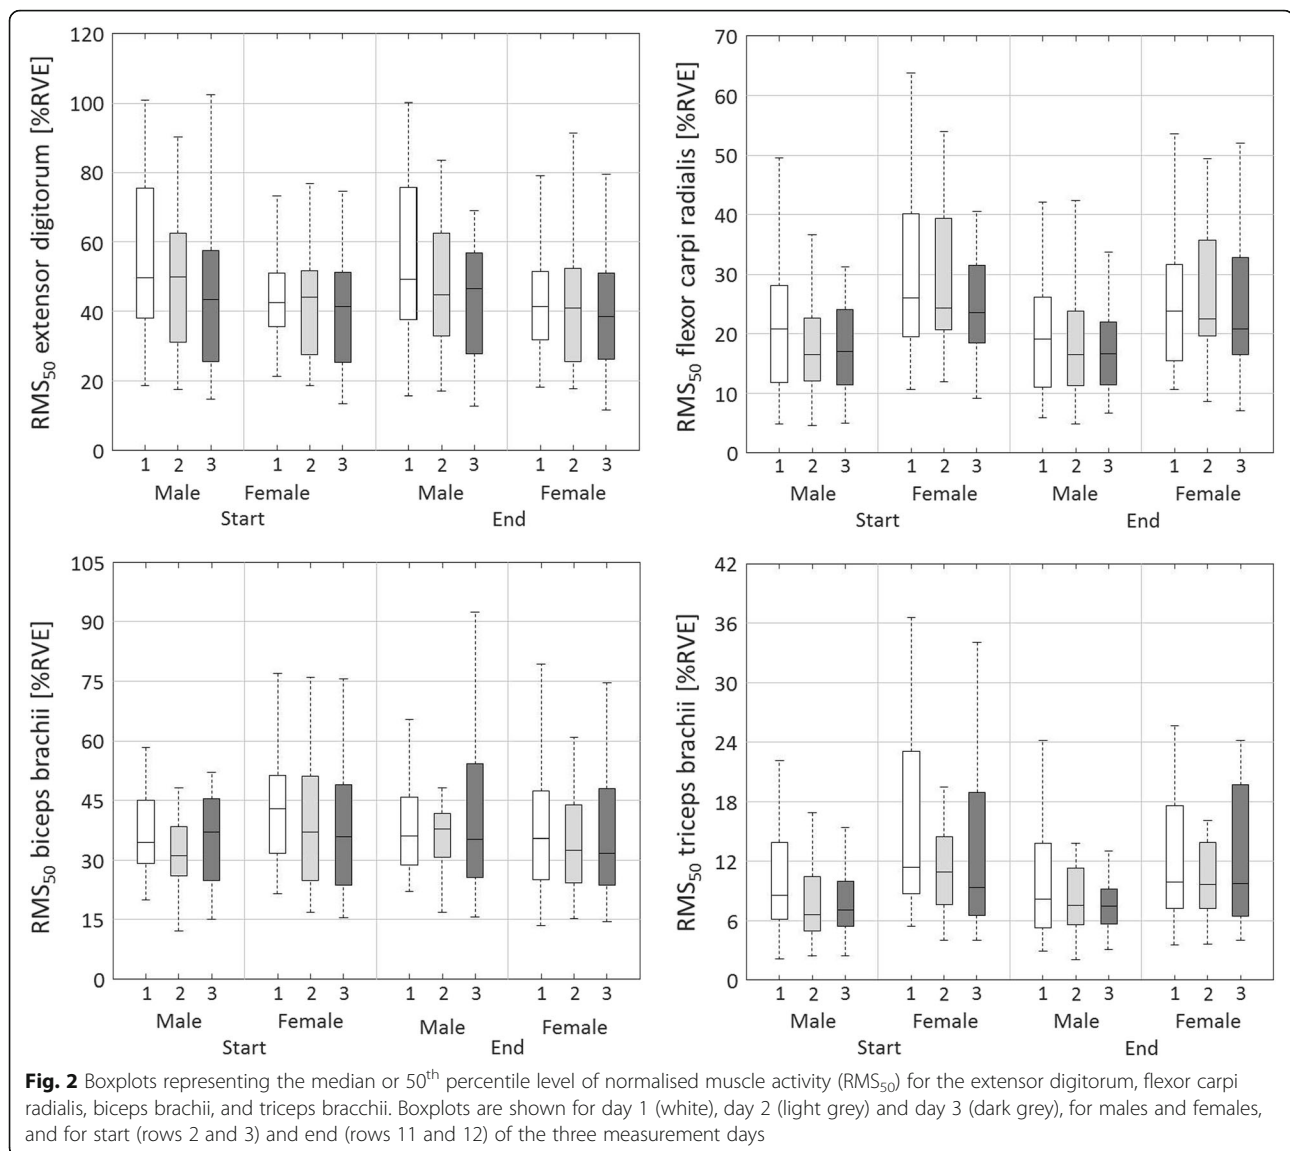 120
100
80
60
40
20
0
RMS50 extensor digitorum [%RVE]
1 2 3 1 2 3 1 2 3 1 2 3
Male Female Male Female
Start End
70
60
50
40
30
20
10
0
RMS50 flexor carpi radialis [%RVE]
1 2 3 1 2 3 1 2 3 1 2 3
Male Female Male Female
Start End
105
90
75
60
45
30
15
0
RMS50 biceps brachii [%RVE]
1 2 3 1 2 3 1 2 3 1 2 3
Male Female Male Female
Start End
42
36
30
24
18
12
6
0
RMS50 triceps brachii [%RVE]
1 2 3 1 2 3 1 2 3 1 2 3
Male Female Male Female
Start End
Fig. 2 Boxplots representing the median or 50th percentile level of normalised muscle activity (RMS50) for the extensor digitorum, flexor carpi
radialis, biceps brachii, and triceps bracchii. Boxplots are shown for day 1 (white), day 2 (light grey) and day 3 (dark grey), for males and females,
and for start (rows 2 and 3) and end (rows 11 and 12) of the three measurement days